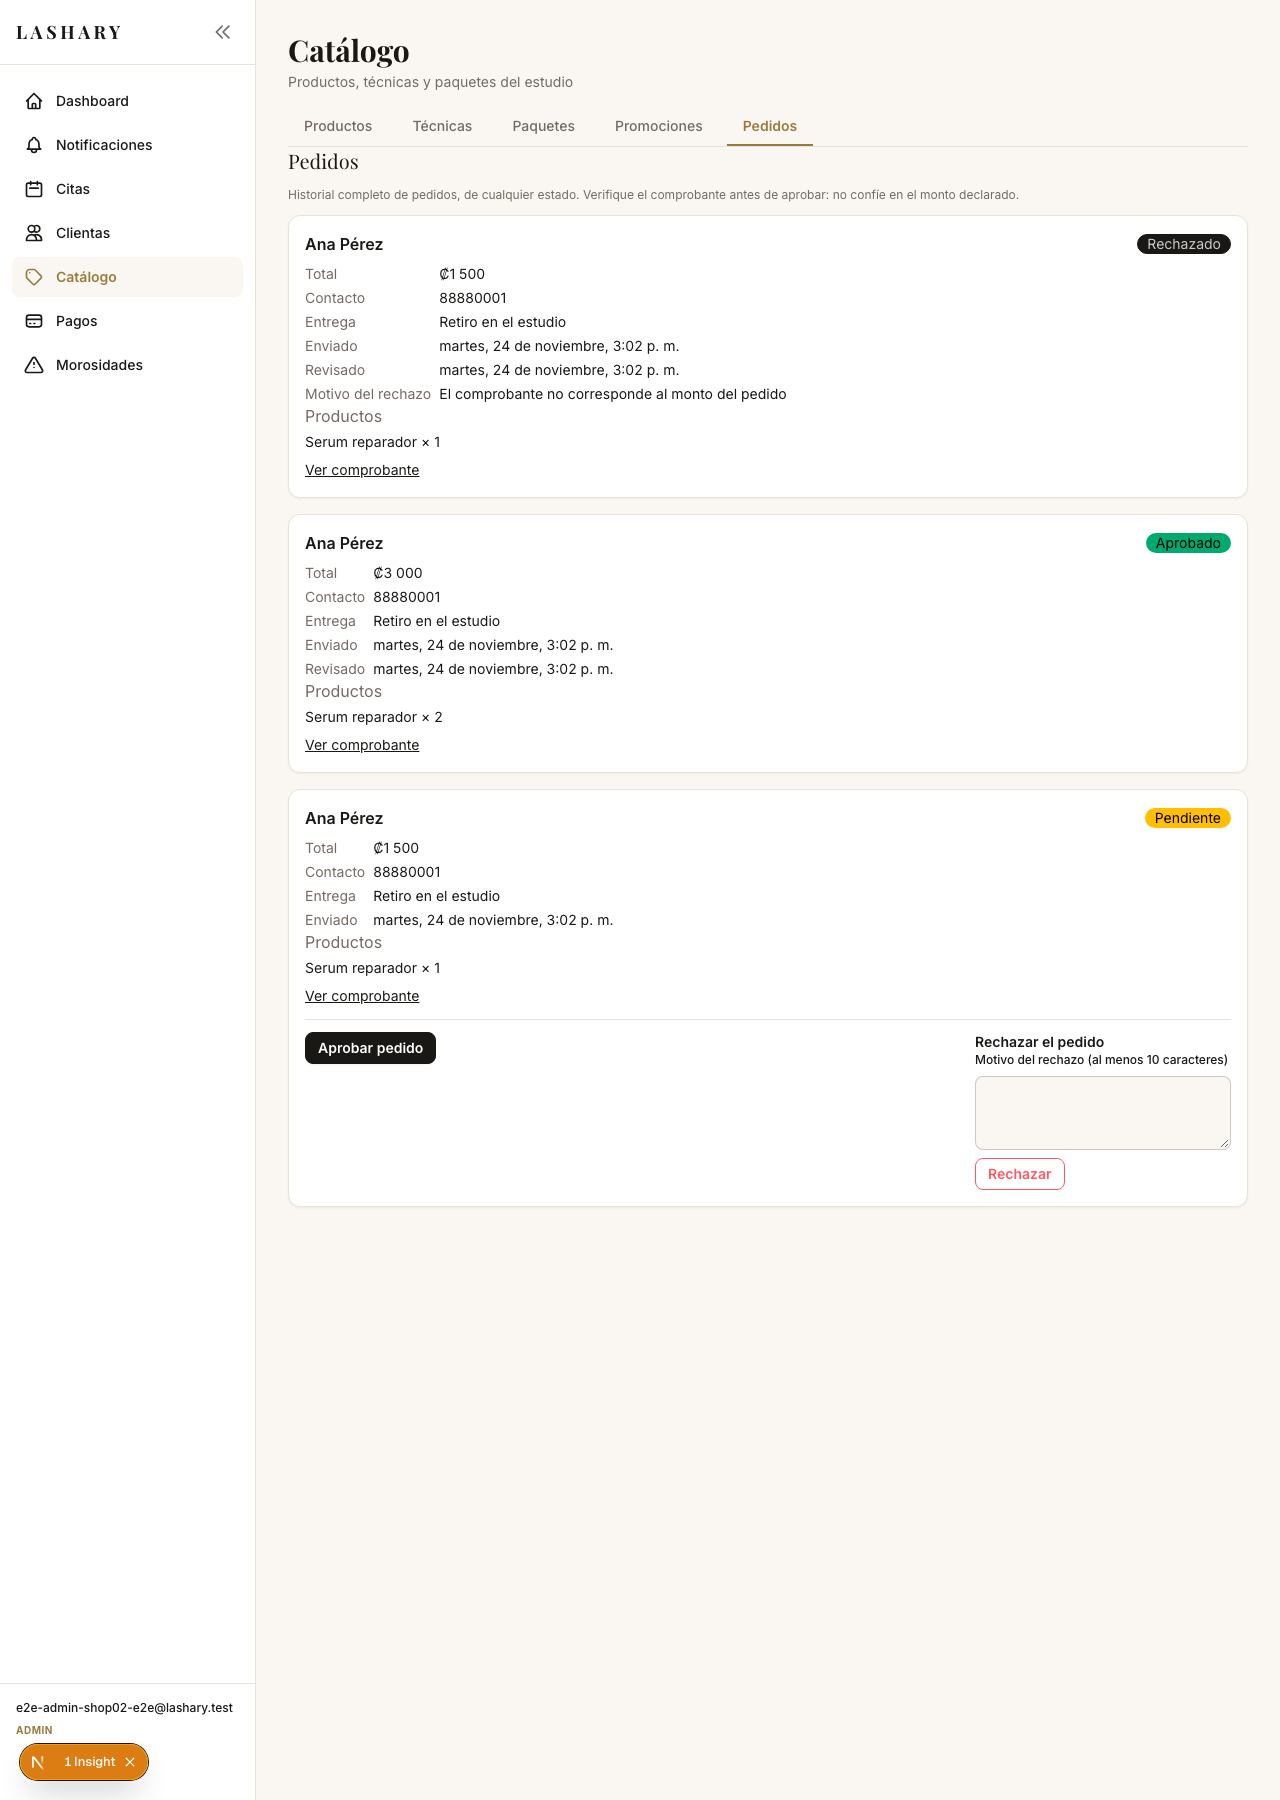 LASHARY
Dashboard
Notificaciones
Citas
Clientas
Catálogo
Pagos
Morosidades
e2e-admin-shop02-e2e@lashary.test
ADMIN
N 1 Insight
Catálogo
Productos, técnicas y paquetes del estudio
Productos Técnicas Paquetes Promociones Pedidos
Pedidos
Historial completo de pedidos, de cualquier estado. Verifique el comprobante antes de aprobar: no confíe en el monto declarado.
Ana Pérez Rechazado
Total ₡1 500
Contacto 88880001
Entrega Retiro en el estudio
Enviado martes, 24 de noviembre, 3:02 p. m.
Revisado martes, 24 de noviembre, 3:02 p. m.
Motivo del rechazo El comprobante no corresponde al monto del pedido
Productos
Serum reparador × 1
Ver comprobante
Ana Pérez Aprobado
Total ₡3 000
Contacto 88880001
Entrega Retiro en el estudio
Enviado martes, 24 de noviembre, 3:02 p. m.
Revisado martes, 24 de noviembre, 3:02 p. m.
Productos
Serum reparador × 2
Ver comprobante
Ana Pérez Pendiente
Total ₡1 500
Contacto 88880001
Entrega Retiro en el estudio
Enviado martes, 24 de noviembre, 3:02 p. m.
Productos
Serum reparador × 1
Ver comprobante
Aprobar pedido
Rechazar el pedido
Motivo del rechazo (al menos 10 caracteres)
Rechazar